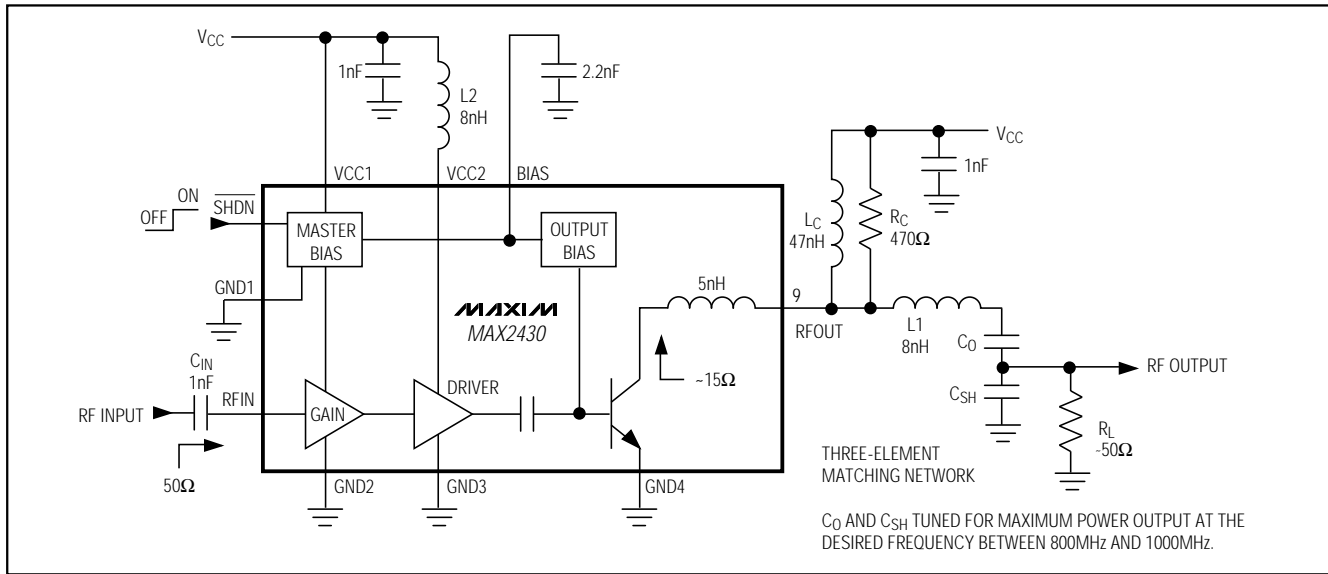 VCC
1nF
L2
8nH
2.2nF
VCC
1nF
LC
47nH
RC
470Ω
VCC1
VCC2
BIAS
ON
OFF
SHDN
MASTER
BIAS
OUTPUT
BIAS
GND1
MAXIM
MAX2430
5nH
9
RFOUT
L1
8nH
CO
CSH
RF OUTPUT
RL
~50Ω
~15Ω
CIN
1nF
RFIN
RF INPUT
50Ω
GAIN
DRIVER
GND2
GND3
GND4
THREE-ELEMENT
MATCHING NETWORK
CO AND CSH TUNED FOR MAXIMUM POWER OUTPUT AT THE
DESIRED FREQUENCY BETWEEN 800MHz AND 1000MHz.